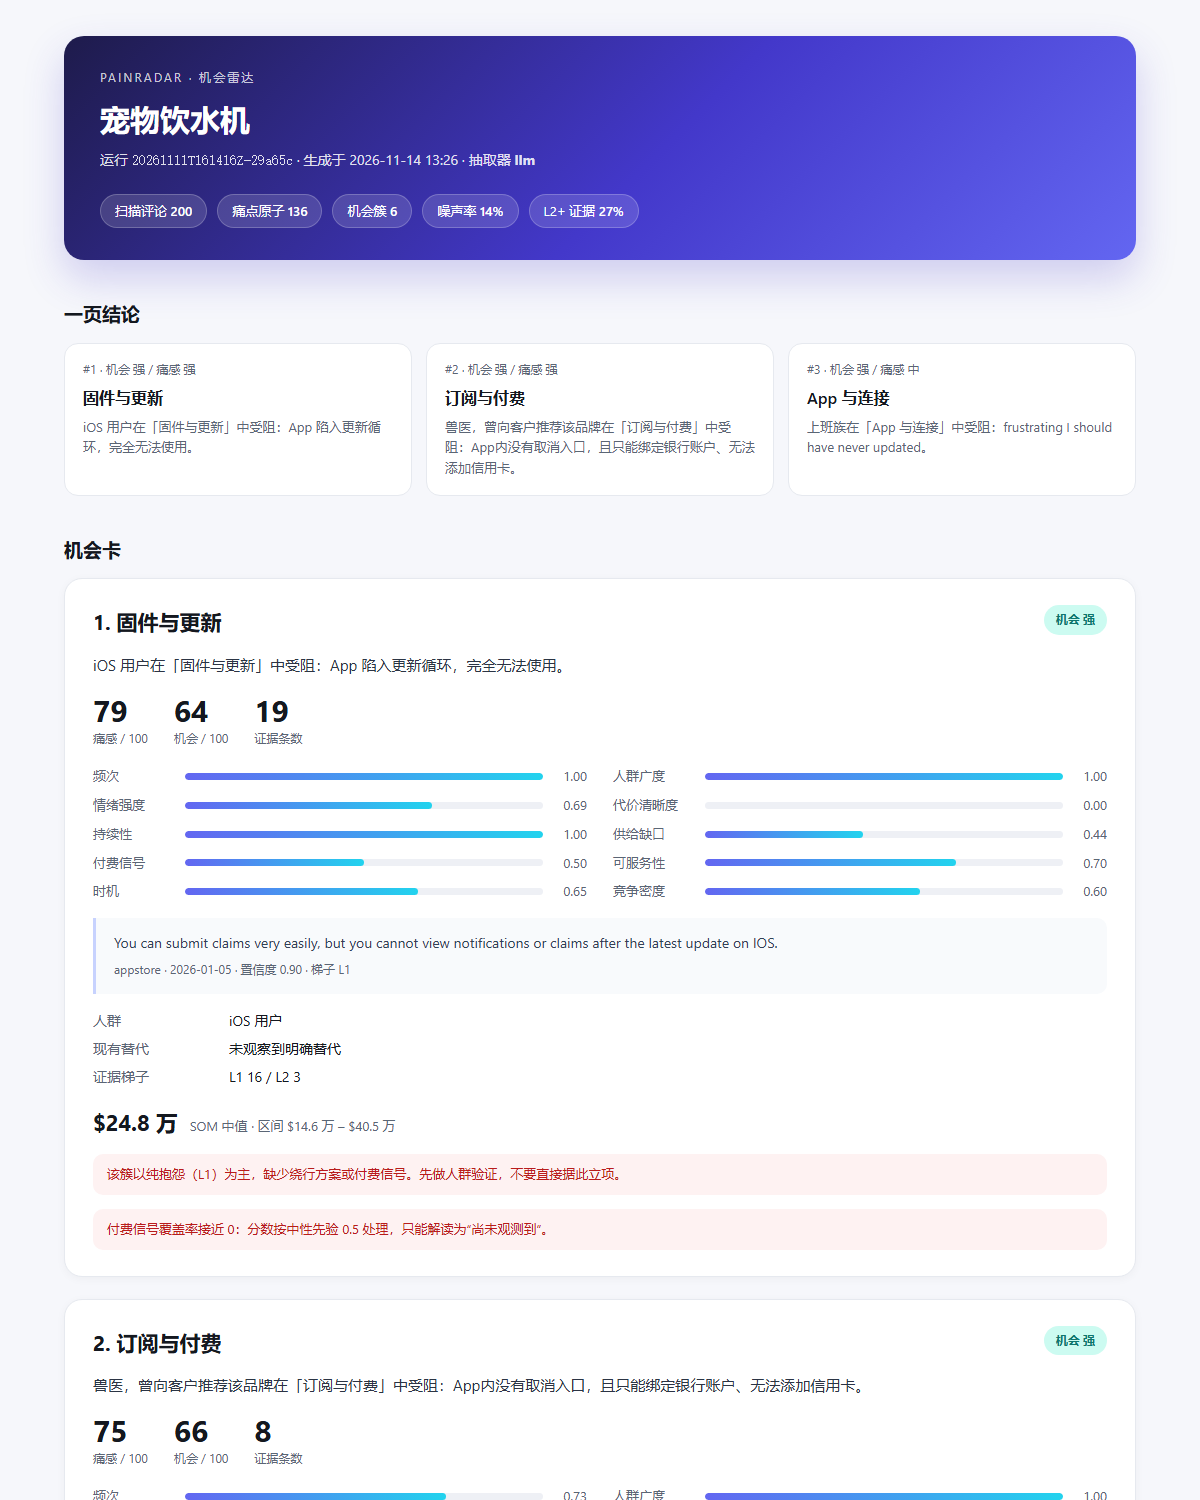 PAINRADAR · 机会雷达
宠物饮水机
运行 20261111T161416Z-29a65c · 生成于 2026-11-14 13:26 · 抽取器 llm
扫描评论 200
痛点原子 136
机会簇 6
噪声率 14%
L2+ 证据 27%
一页结论
#1 · 机会 强 / 痛感 强
固件与更新
iOS 用户在「固件与更新」中受阻：App 陷入更新循
环，完全无法使用。
#2 · 机会 强 / 痛感 强
订阅与付费
兽医，曾向客户推荐该品牌在「订阅与付费」中受
阻：App内没有取消入口，且只能绑定银行账户、无法
添加信用卡。
#3 · 机会 强 / 痛感 中
App 与连接
上班族在「App 与连接」中受阻：frustrating I should
have never updated。
机会卡
1. 固件与更新
机会 强
iOS 用户在「固件与更新」中受阻：App 陷入更新循环，完全无法使用。
79
痛感 / 100
64
机会 / 100
19
证据条数
频次 1.00
人群广度 1.00
情绪强度 0.69
代价清晰度 0.00
持续性 1.00
供给缺口 0.44
付费信号 0.50
可服务性 0.70
时机 0.65
竞争密度 0.60
You can submit claims very easily, but you cannot view notifications or claims after the latest update on IOS.
appstore · 2026-01-05 · 置信度 0.90 · 梯子 L1
人群 iOS 用户
现有替代 未观察到明确替代
证据梯子 L1 16 / L2 3
$24.8 万 SOM 中值 · 区间 $14.6 万 – $40.5 万
该簇以纯抱怨（L1）为主，缺少绕行方案或付费信号。先做人群验证，不要直接据此立项。
付费信号覆盖率接近 0：分数按中性先验 0.5 处理，只能解读为“尚未观测到”。
2. 订阅与付费
机会 强
兽医，曾向客户推荐该品牌在「订阅与付费」中受阻：App内没有取消入口，且只能绑定银行账户、无法添加信用卡。
75
痛感 / 100
66
机会 / 100
8
证据条数
频次 0.73
人群广度 1.00